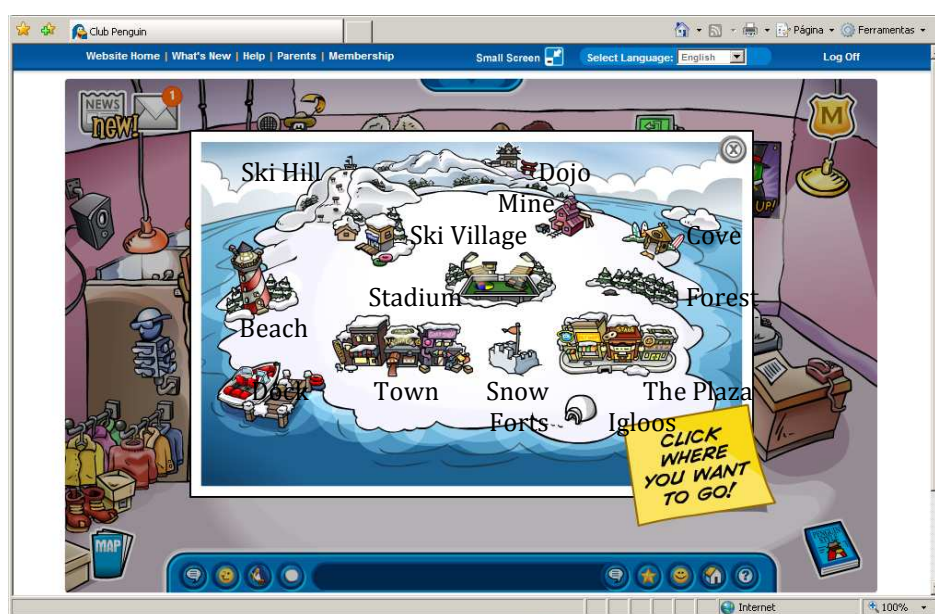 Club Penguin
Página
Ferramentas
Website Home | What's New | Help | Parents | Membership
Small Screen
Select Language: English
Log Off
NEWS
new!
1
M
UP!
X
Ski Hill
Dojo
Mine
Ski Village
Cove
Stadium
Forest
Beach
Dock
Town
Snow
Forts
The Plaza
Igloos
CLICK
WHERE
YOU WANT
TO GO!
MAP
?
Internet
100%